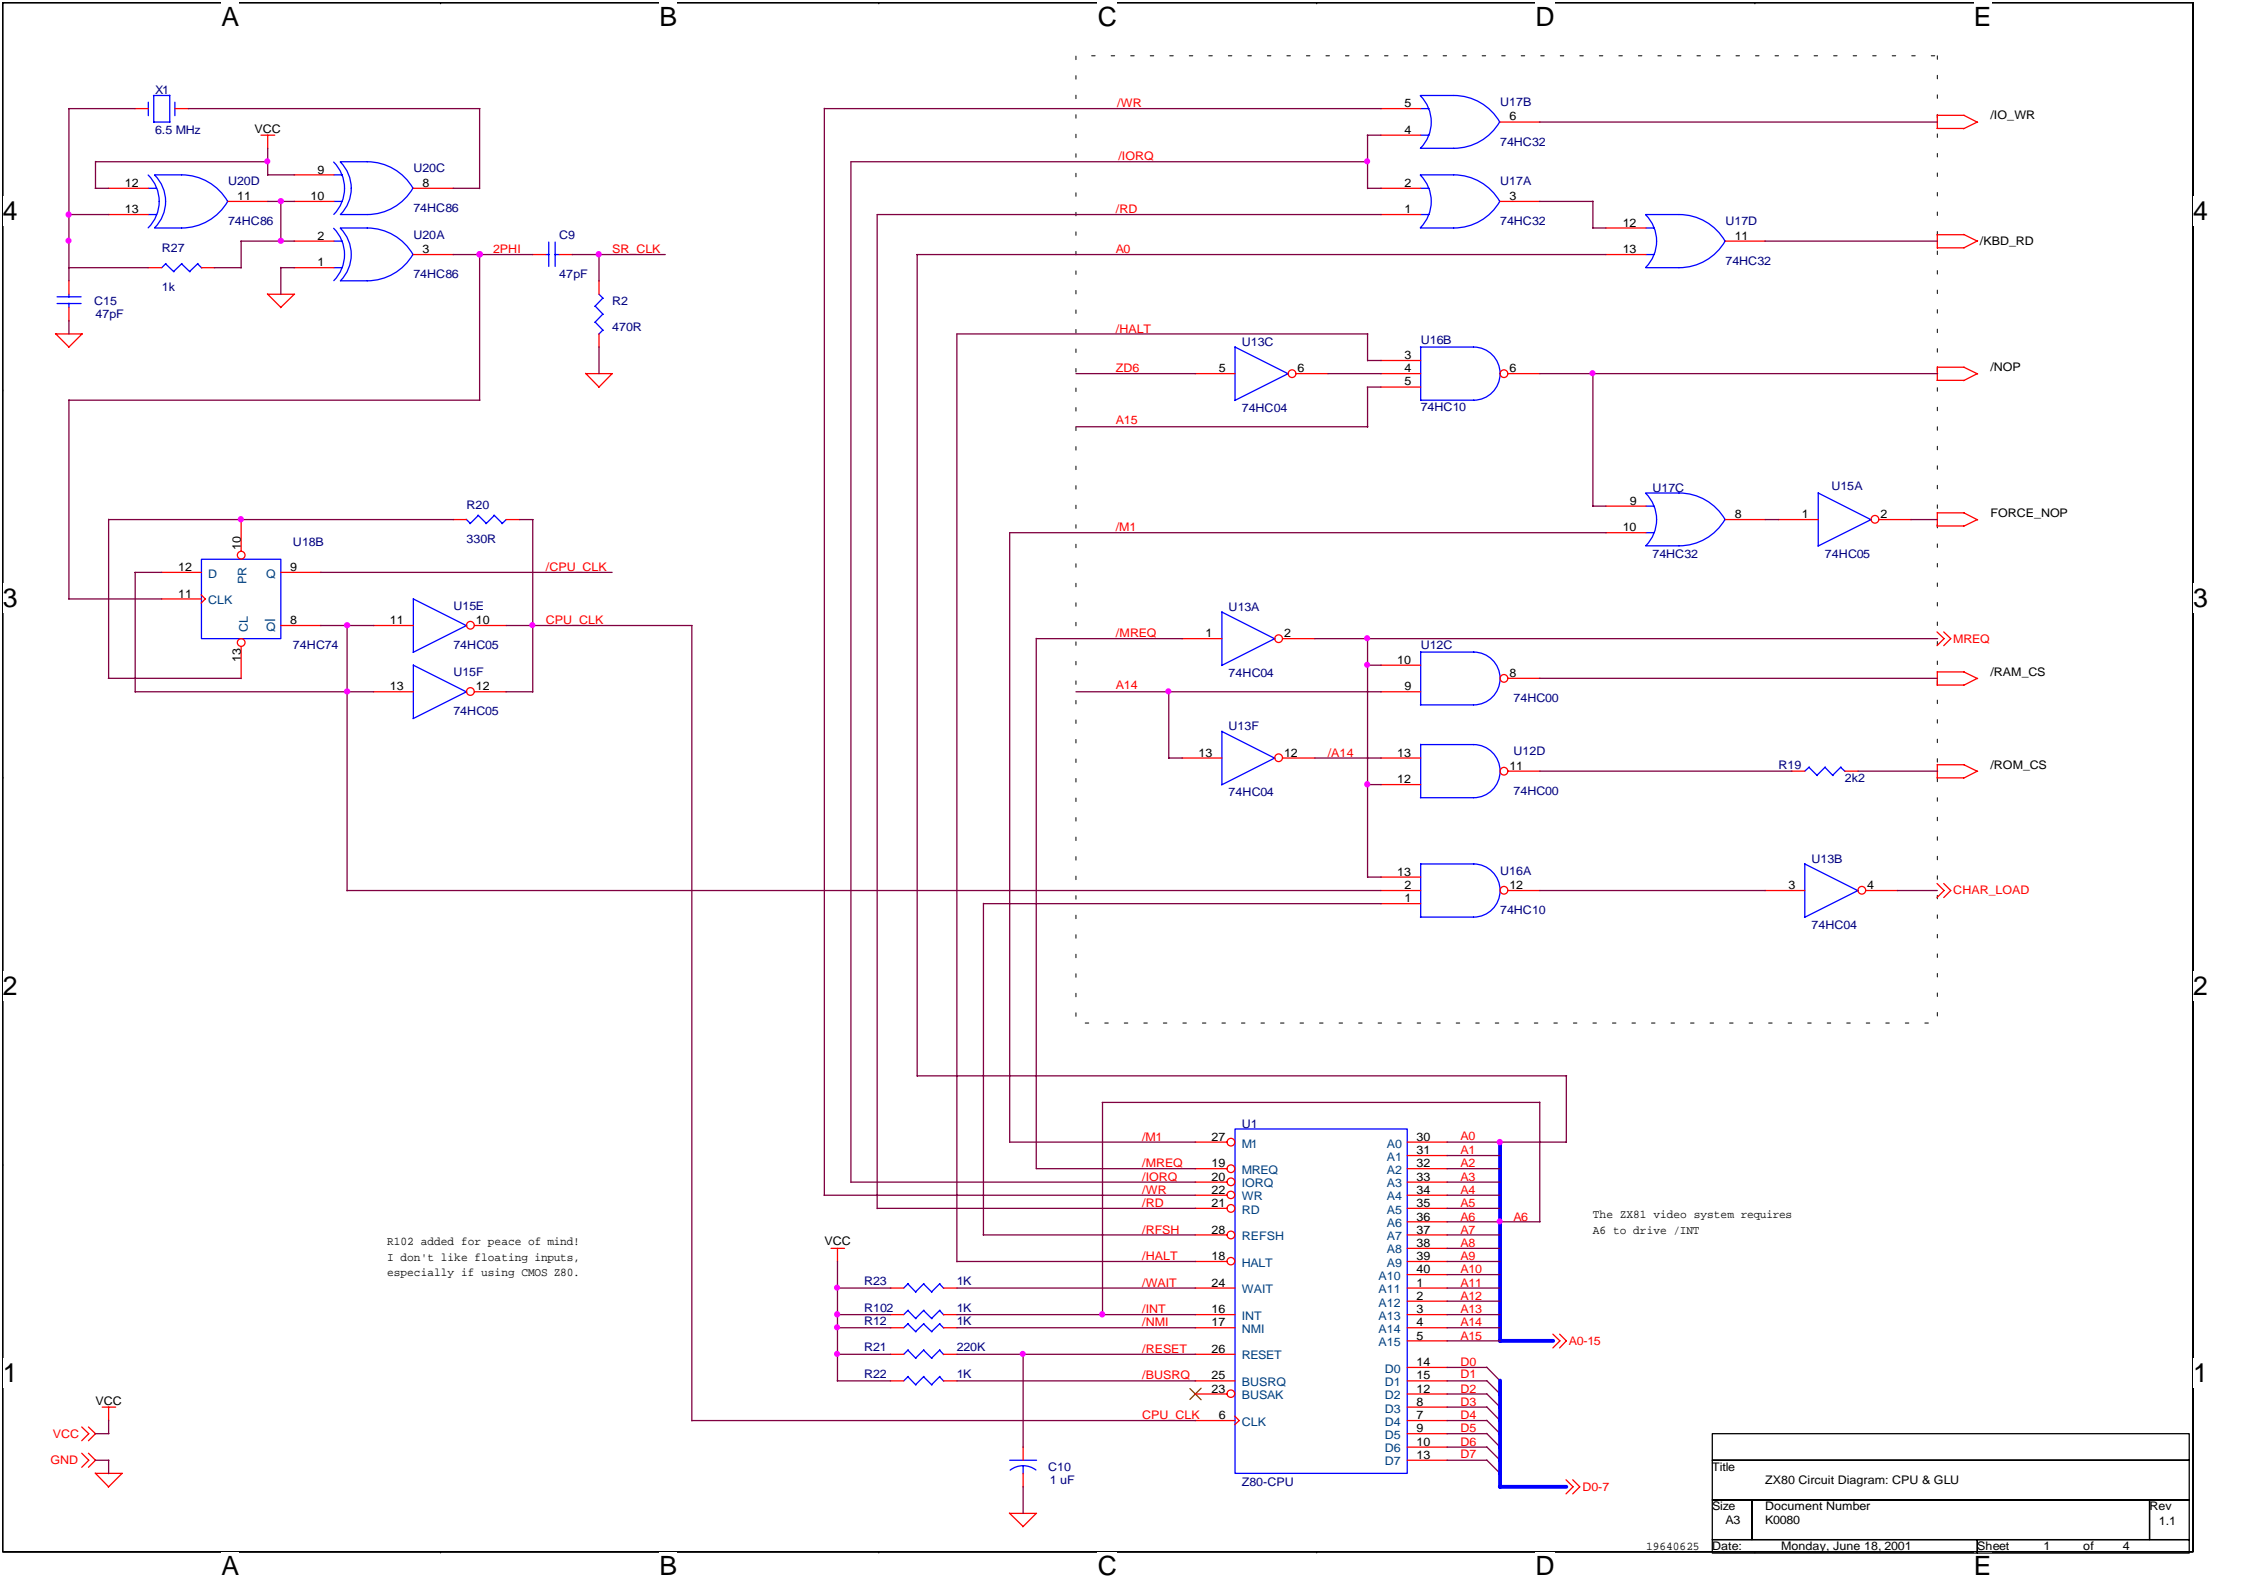 A B C D E
X1
6.5 MHz
VCC
9
U20C
8
10
74HC86
12
U20D
11
13
74HC86
2
U20A
3
1
74HC86
R27
1k
C15
47pF
2PHI
C9
47pF
SR_CLK
R2
470R
/WR
5
U17B
6
4
74HC32
/IO_WR
/IORQ
2
U17A
3
1
74HC32
/RD
12
U17D
11
13
74HC32
/KBD_RD
A0
4
4
/HALT
U13C
ZD6
5
6
74HC04
U16B
3
4
5
6
74HC10
/NOP
A15
R20
330R
10
U18B
12
D
PR
Q
9
/CPU_CLK
11
CLK
CL
Q
8
13
74HC74
11
U15E
10
CPU_CLK
74HC05
13
U15F
12
74HC05
9
U17C
8
10
74HC32
/M1
1
U15A
2
74HC05
FORCE_NOP
3
3
/MREQ
1
U13A
2
74HC04
MREQ
U12C
10
8
9
74HC00
/RAM_CS
A14
U13F
13
12
74HC04
/A14
13
U12D
11
12
74HC00
R19
2k2
/ROM_CS
13
U16A
2
12
1
74HC10
U13B
3
4
74HC04
CHAR_LOAD
2
2
U1
/M1 27 M1
/MREQ 19 MREQ
/IORQ 20 IORQ
/WR 22 WR
/RD 21 RD
/RFSH 28 REFSH
/HALT 18 HALT
VCC
R23 1K /WAIT 24 WAIT
R102 1K /INT 16 INT
R12 1K /NMI 17 NMI
R21 220K /RESET 26 RESET
R22 1K /BUSRQ 25 BUSRQ
23 BUSAK
CPU_CLK 6 CLK
C10
1 uF
Z80-CPU
A0 30 A0
A1 31 A1
A2 32 A2
A3 33 A3
A4 34 A4
A5 35 A5
A6 36 A6 A6
A7 37 A7
A8 38 A8
A9 39 A9
A10 40 A10
A11 1 A11
A12 2 A12
A13 3 A13
A14 4 A14
A15 5 A15
A0-15
D0 14 D0
D1 15 D1
D2 12 D2
D3 8 D3
D4 7 D4
D5 9 D5
D6 10 D6
D7 13 D7
D0-7
The ZX81 video system requires
A6 to drive /INT
R102 added for peace of mind!
I don't like floating inputs,
especially if using CMOS Z80.
1
1
VCC
VCC
GND
Title
ZX80 Circuit Diagram: CPU & GLU
Size Document Number Rev
A3 K0080 1.1
19640625
Date: Monday, June 18, 2001 Sheet 1 of 4
A B C D E